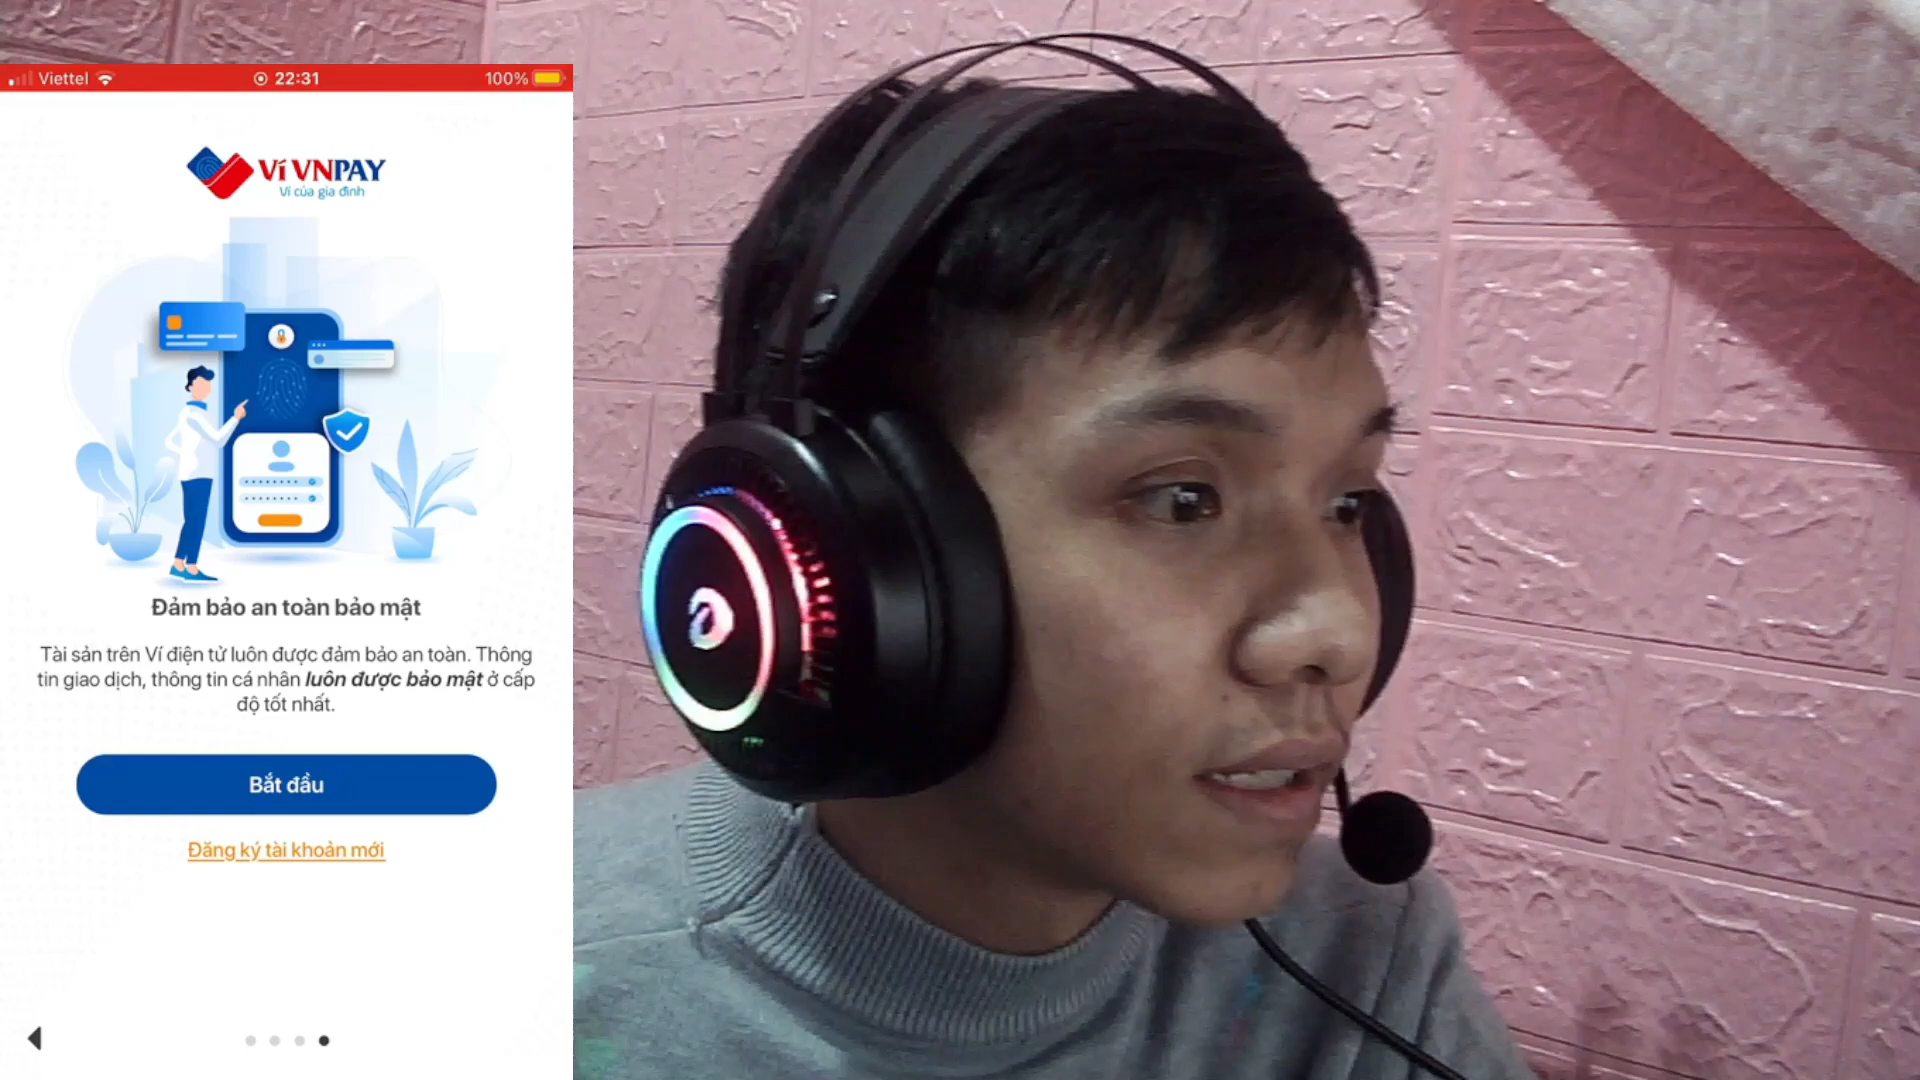 Viettel 22:31 100%
Ví VNPAY
Ví của gia đình
Đảm bảo an toàn bảo mật
Tài sản trên Ví điện tử luôn được đảm bảo an toàn. Thông
tin giao dịch, thông tin cá nhân luôn được bảo mật ở cấp
độ tốt nhất.
Bắt đầu
Đăng ký tài khoản mới